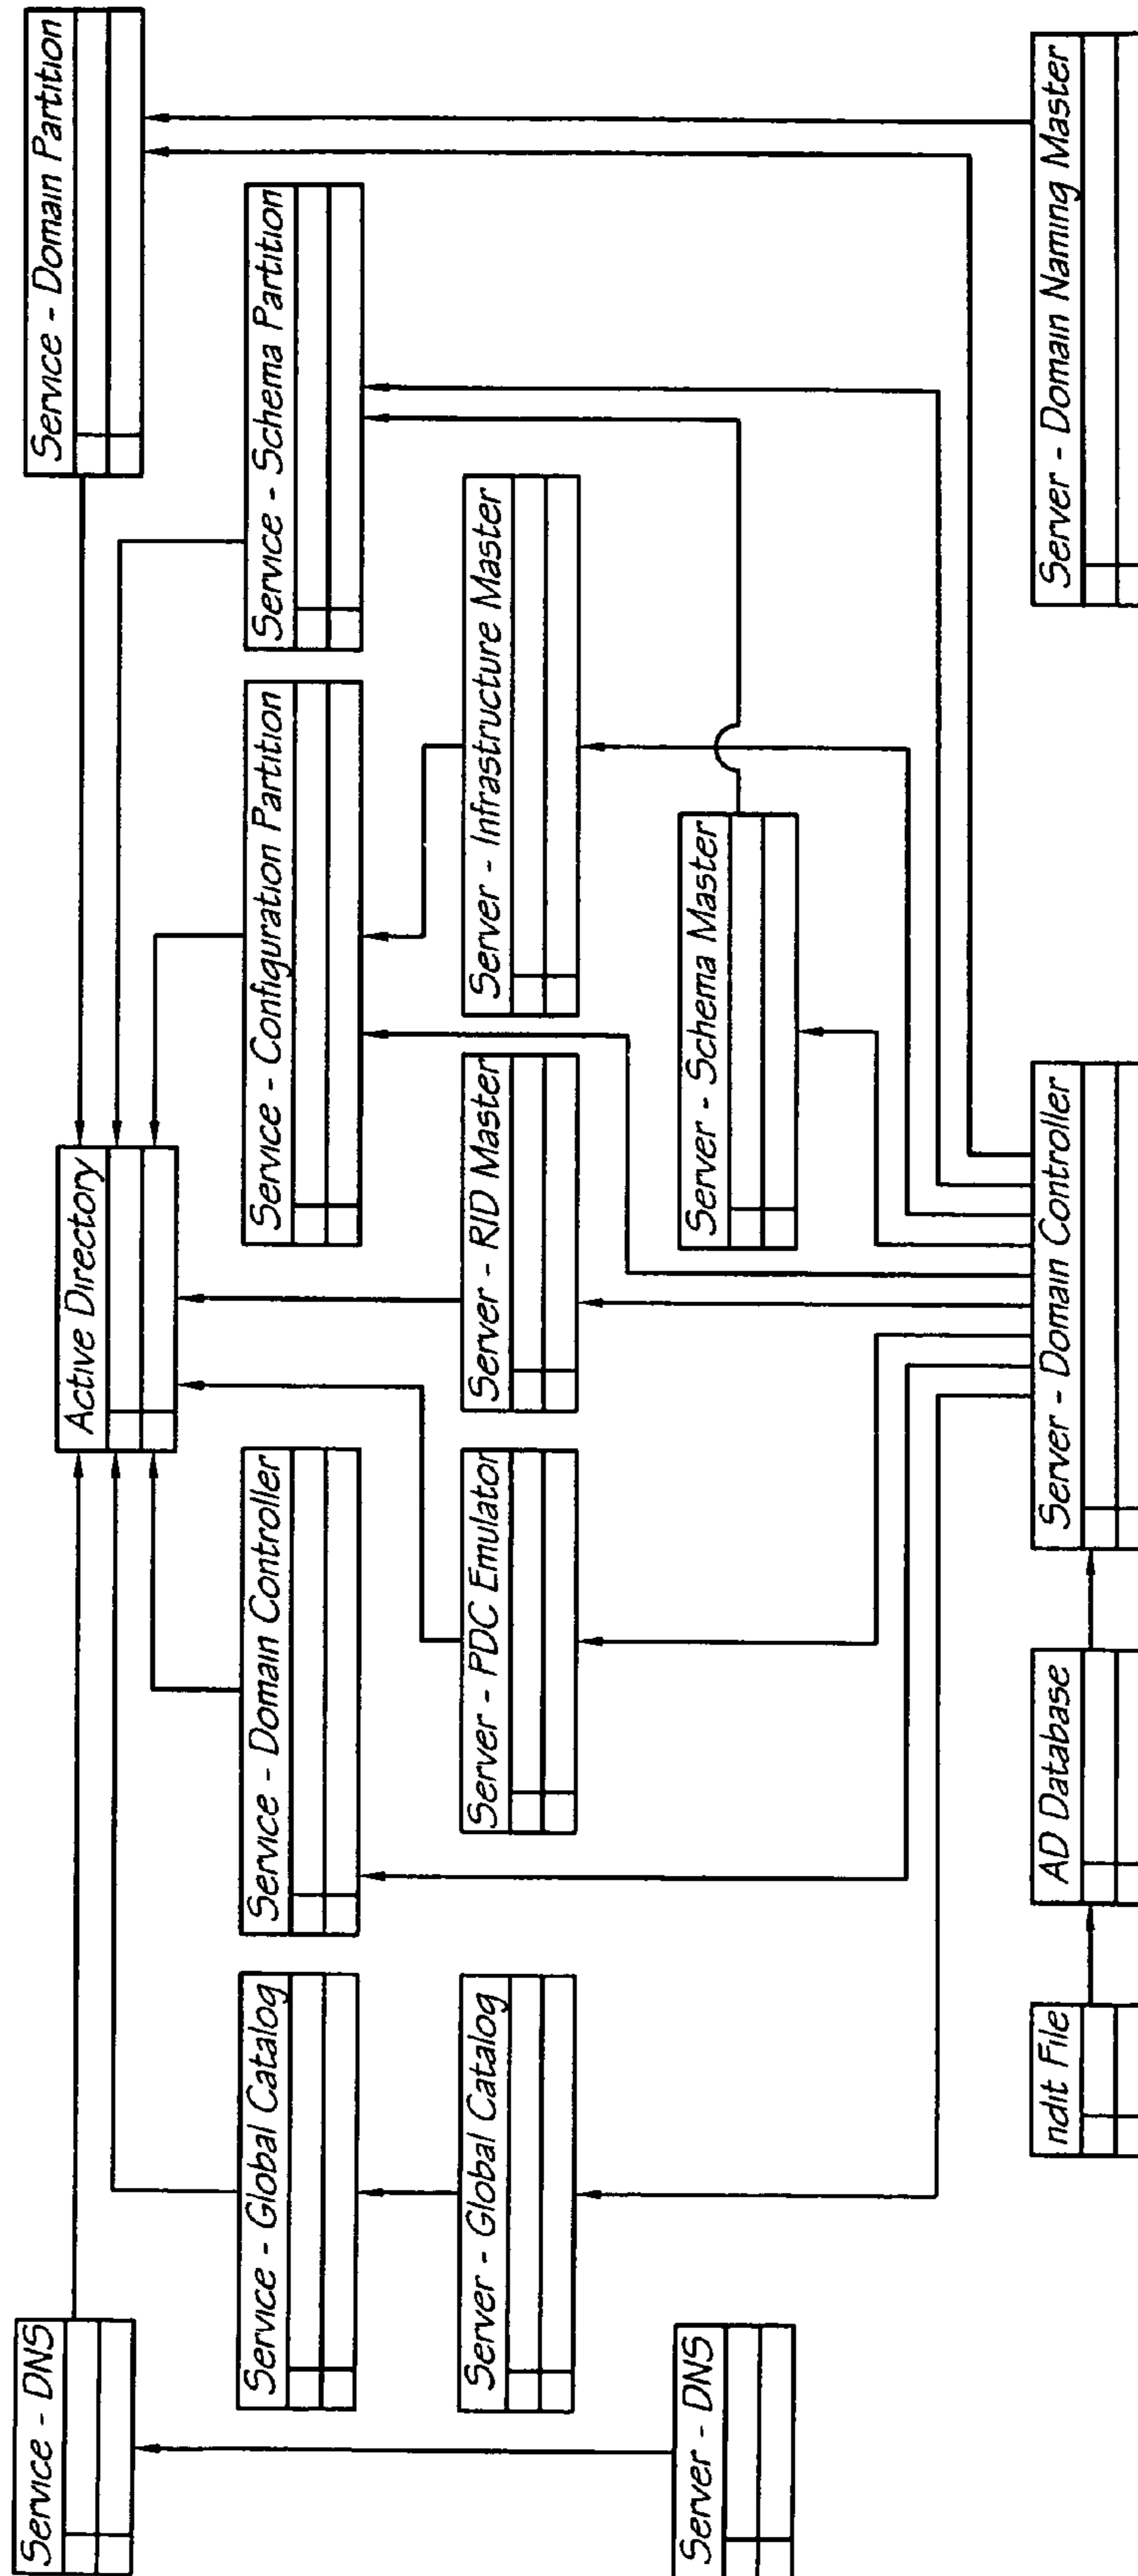 Service - DNS
Active Directory
Service - Domain Partition
Service - Global Catalog
Service - Domain Controller
Service - Configuration Partition
Service - Schema Partition
Server - Global Catalog
Server - PDC Emulator
Server - RID Master
Server - Infrastructure Master
Server - DNS
Server - Schema Master
ndit File
AD Database
Server - Domain Controller
Server - Domain Naming Master